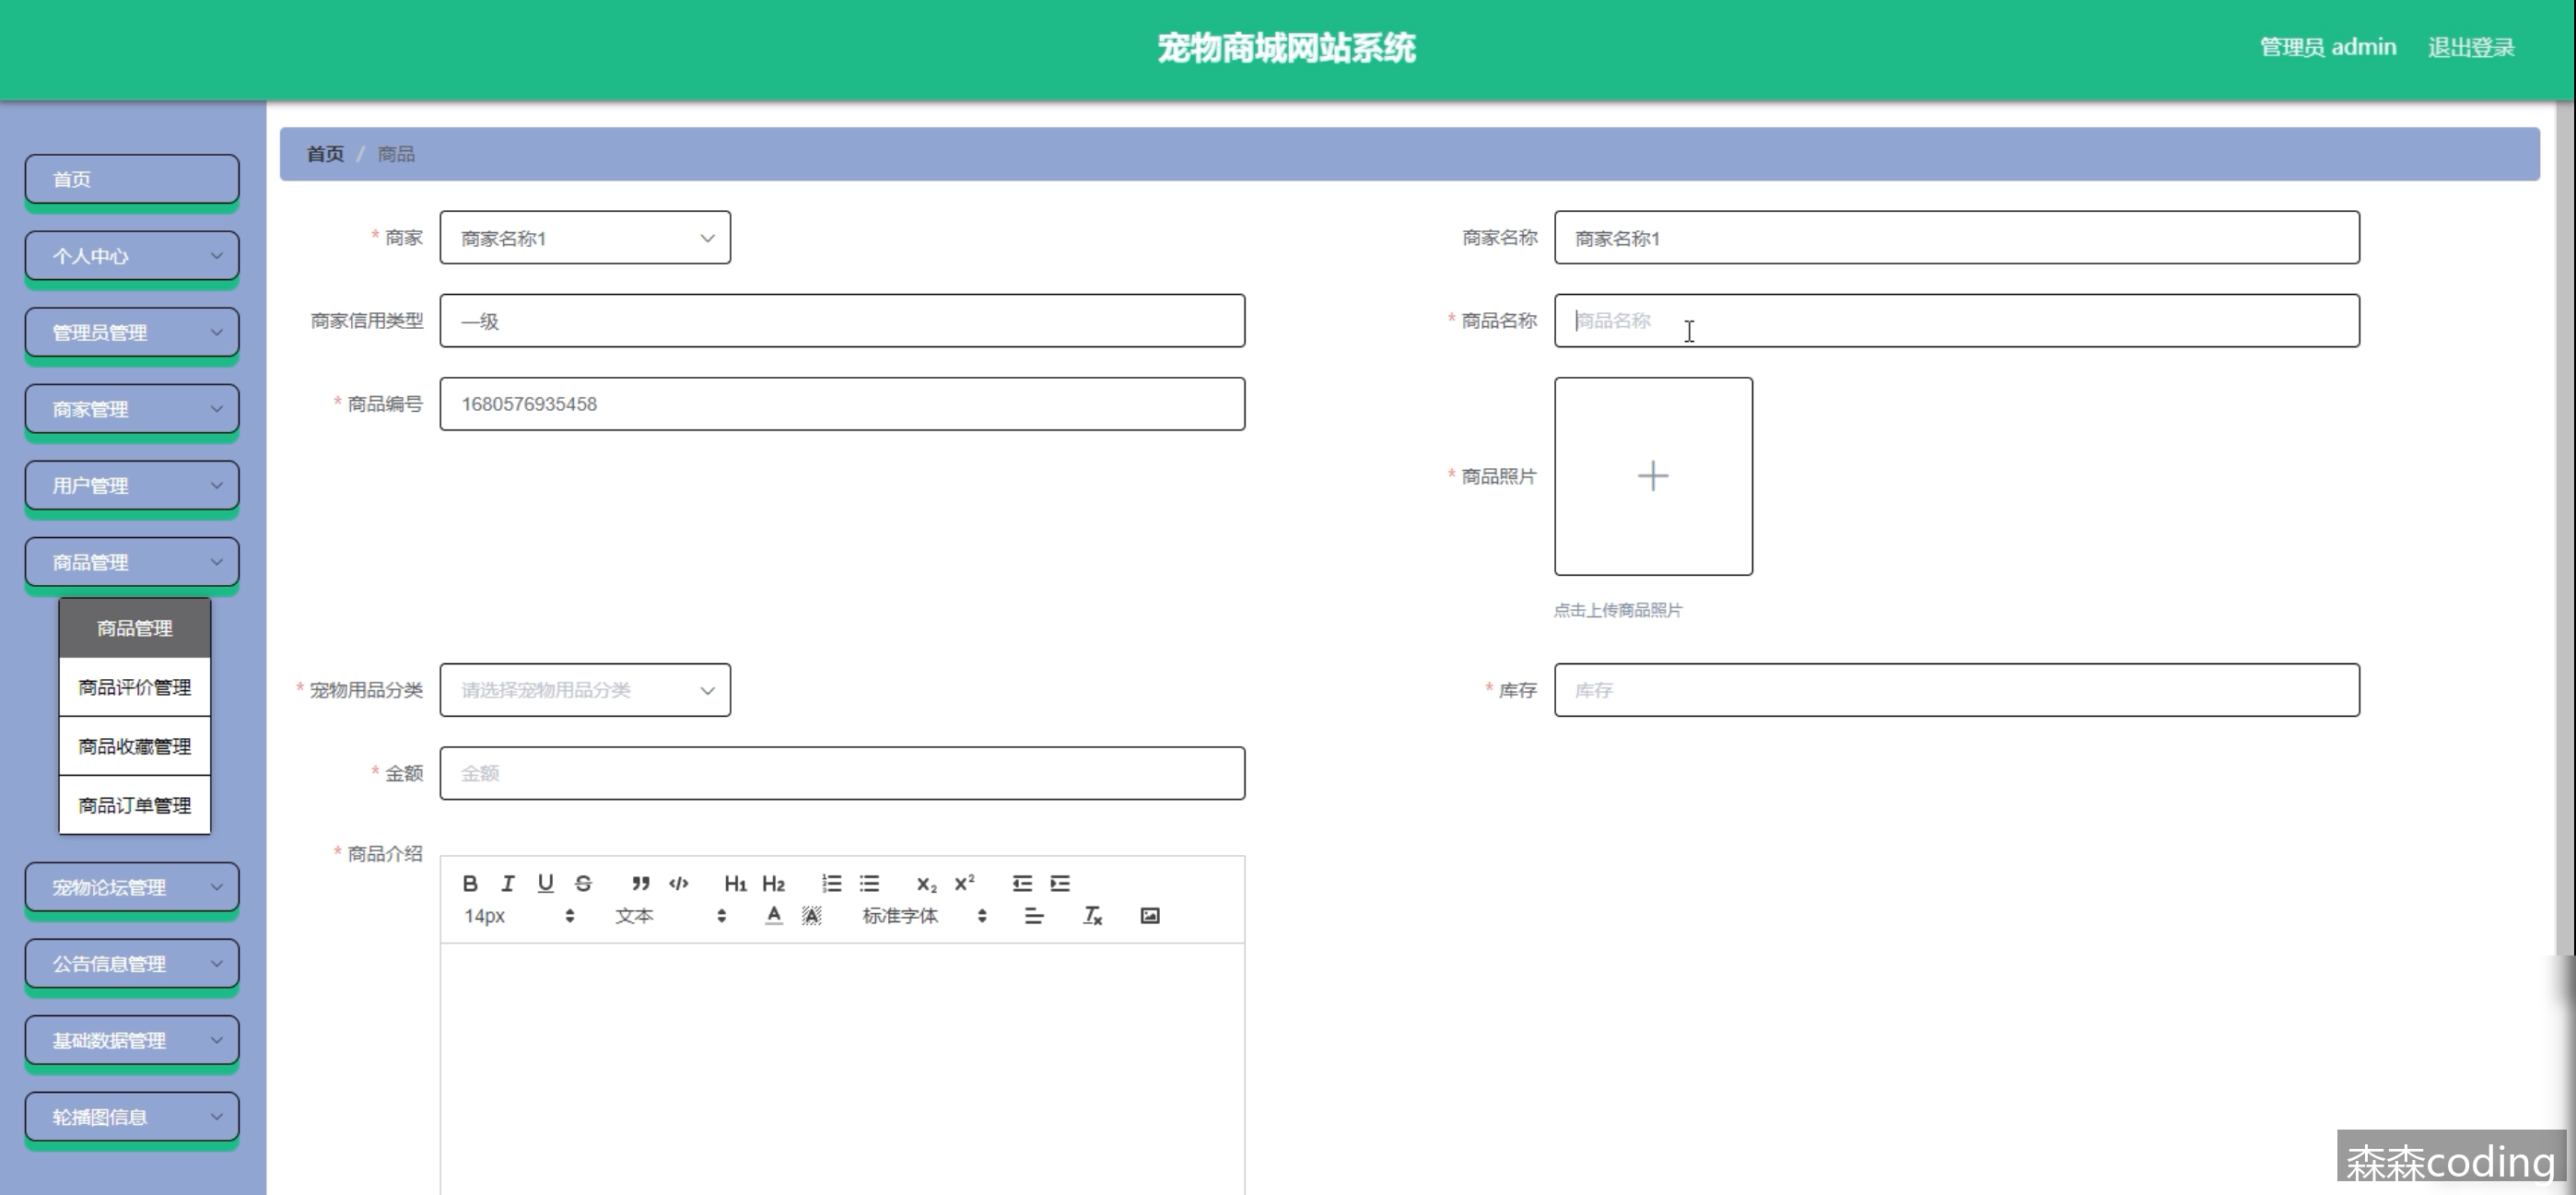 宠物商城网站系统
管理员 admin 退出登录
首页
个人中心
管理员管理
商家管理
用户管理
商品管理
商品管理
商品评价管理
商品收藏管理
商品订单管理
宠物论坛管理
公告信息管理
基础数据管理
轮播图信息
首页 / 商品
* 商家 商家名称1
商家名称 商家名称1
商家信用类型 一级
* 商品名称 商品名称
* 商品编号 1680576935458
* 商品照片
点击上传商品照片
* 宠物用品分类 请选择宠物用品分类
* 库存 库存
* 金额 金额
* 商品介绍
B I U S H1 H2 X2 X2
14px 文本 A A 标准字体 Tx
森森coding